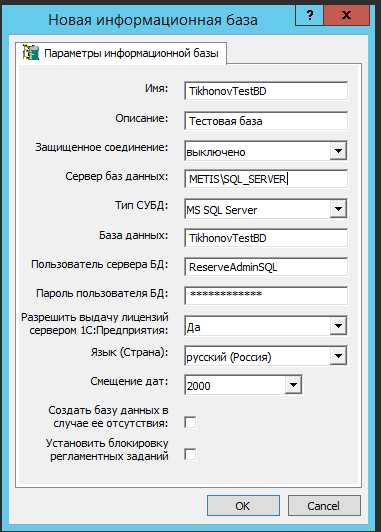 Новая информационная база
? x
Параметры информационной базы
Имя: TikhonovTestBD
Описание: Тестовая база
Защищенное соединение: выключено
Сервер баз данных: METIS\SQL_SERVER
Тип СУБД: MS SQL Server
База данных: TikhonovTestBD
Пользователь сервера БД: ReserveAdminSQL
Пароль пользователя БД: ************
Разрешить выдачу лицензий
сервером 1С:Предприятия: Да
Язык (Страна): русский (Россия)
Смещение дат: 2000
Создать базу данных в
случае ее отсутствия:
Установить блокировку
регламентных заданий
OK Cancel